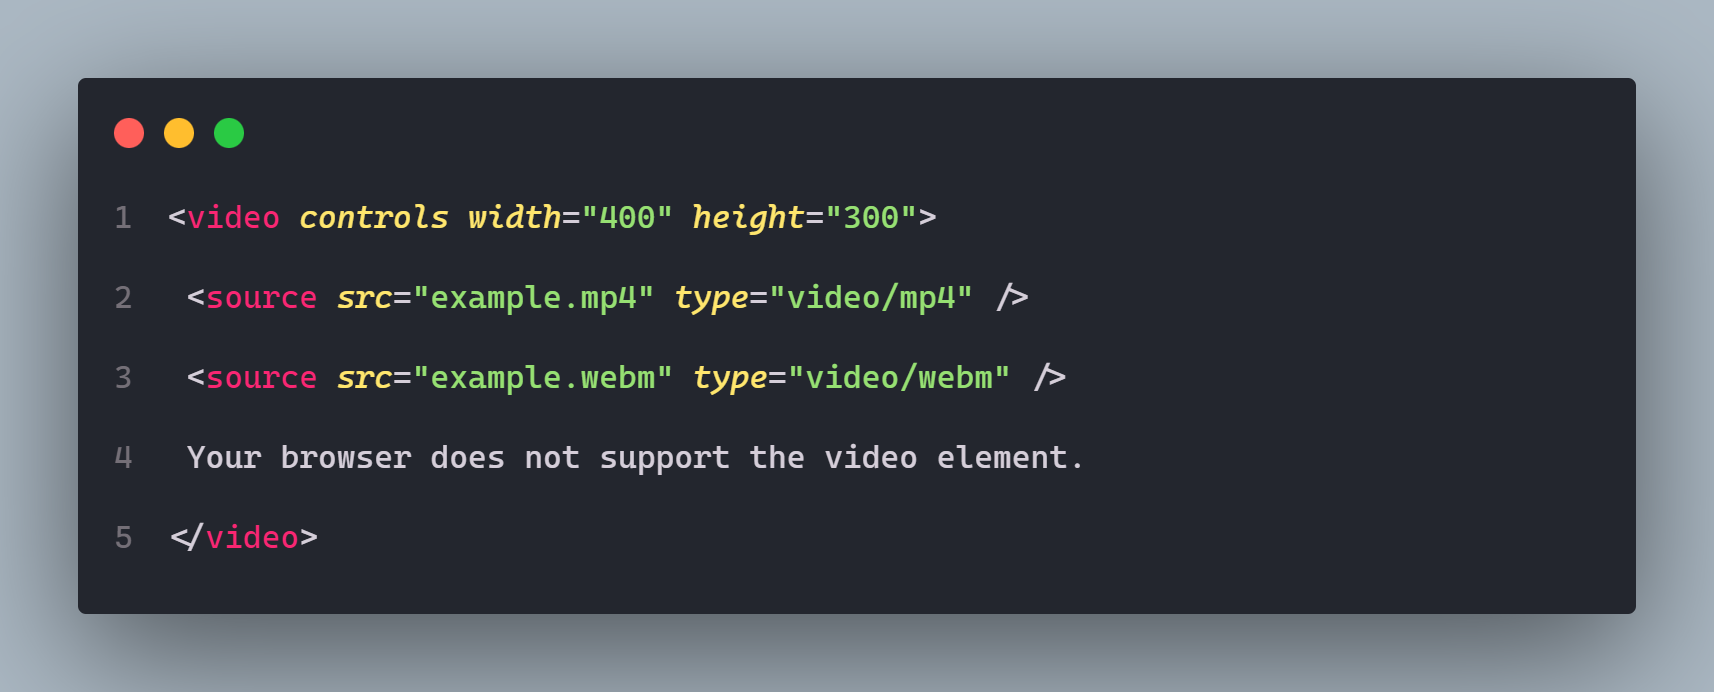 1 <video controls width="400" height="300">
2  <source src="example.mp4" type="video/mp4" />
3  <source src="example.webm" type="video/webm" />
4  Your browser does not support the video element.
5 </video>